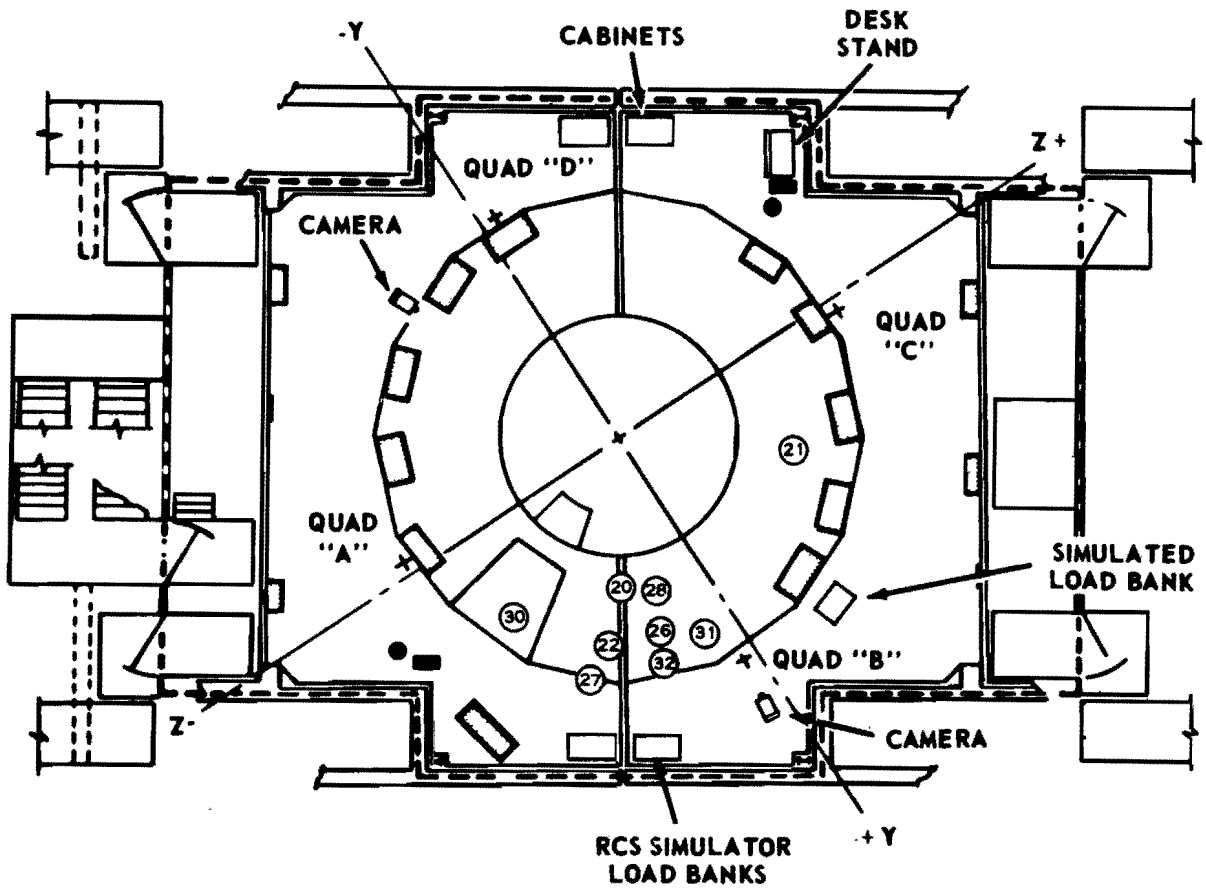 -Y
CABINETS
DESK
STAND
Z +
QUAD "D"
CAMERA
QUAD
"C"
21
QUAD
"A"
SIMULATED
LOAD BANK
20
28
30
26
31
22
32
QUAD "B"
27
Z-
CAMERA
+ Y
RCS SIMULATOR
LOAD BANKS